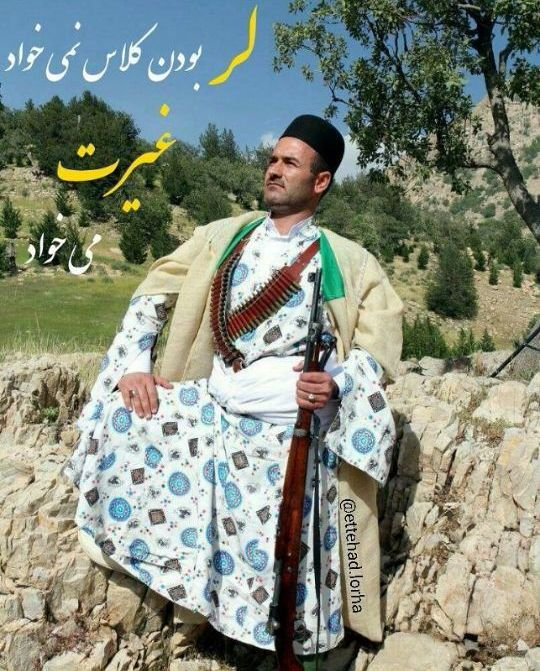 لر بودن کلاس نمی خواد
غیرت
می خواد
@ettehad.lorha